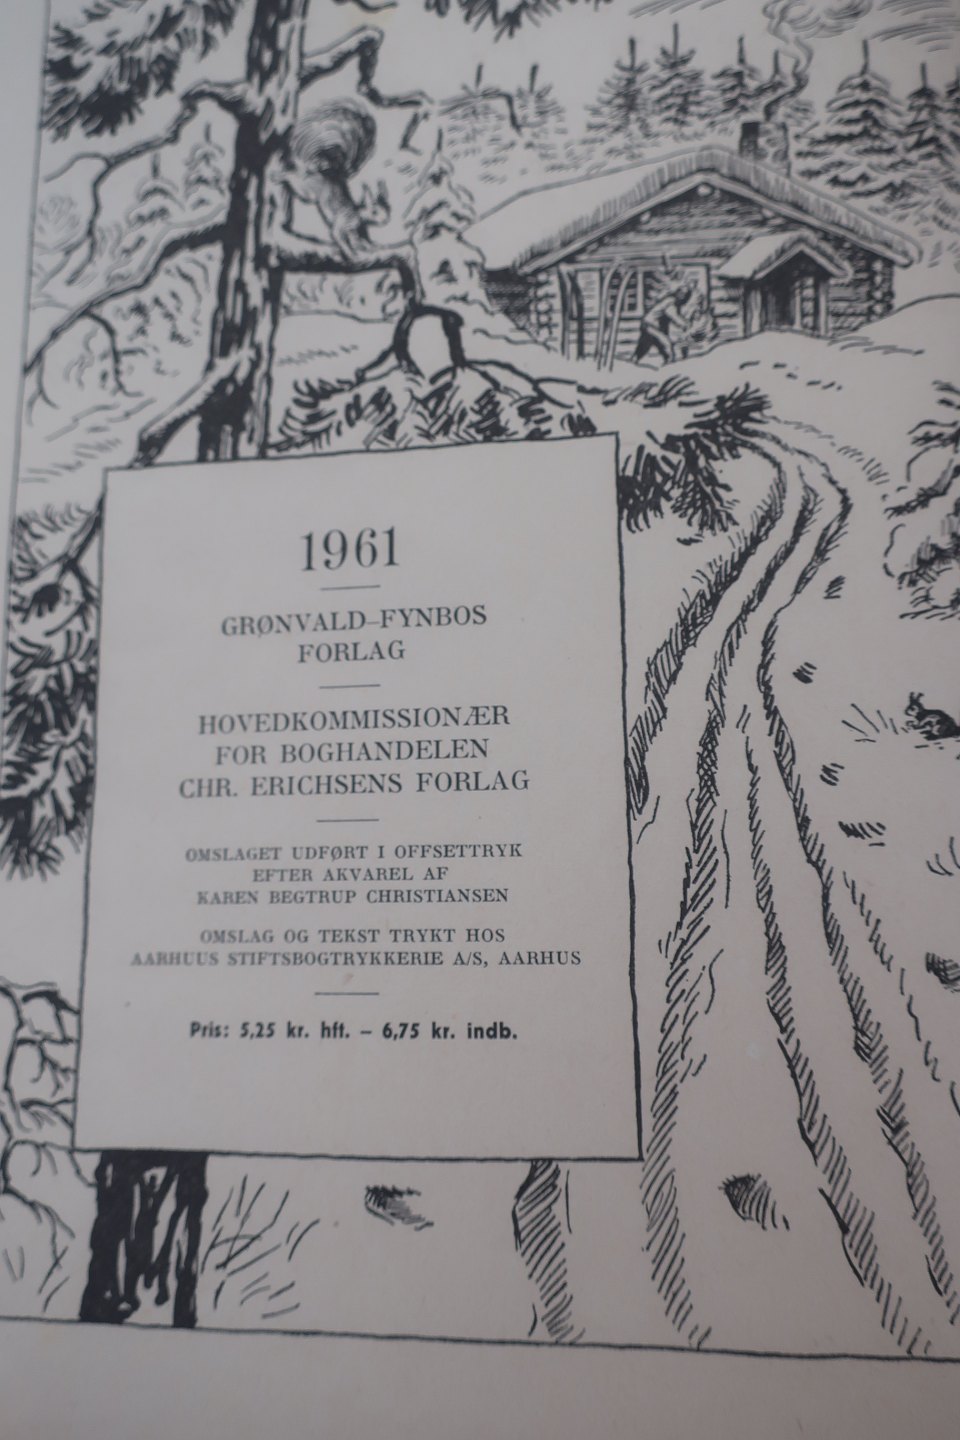 1961
GRØNVALD–FYNBOS
FORLAG
HOVEDKOMMISSIONÆR
FOR BOGHANDELEN
CHR. ERICHSENS FORLAG
OMSLAGET UDFØRT I OFFSETTRYK
EFTER AKVAREL AF
KAREN BEGTRUP CHRISTIANSEN
OMSLAG OG TEKST TRYKT HOS
AARHUUS STIFTSBOGTRYKKERIE A/S, AARHUS
Pris: 5,25 kr. hft. – 6,75 kr. indb.